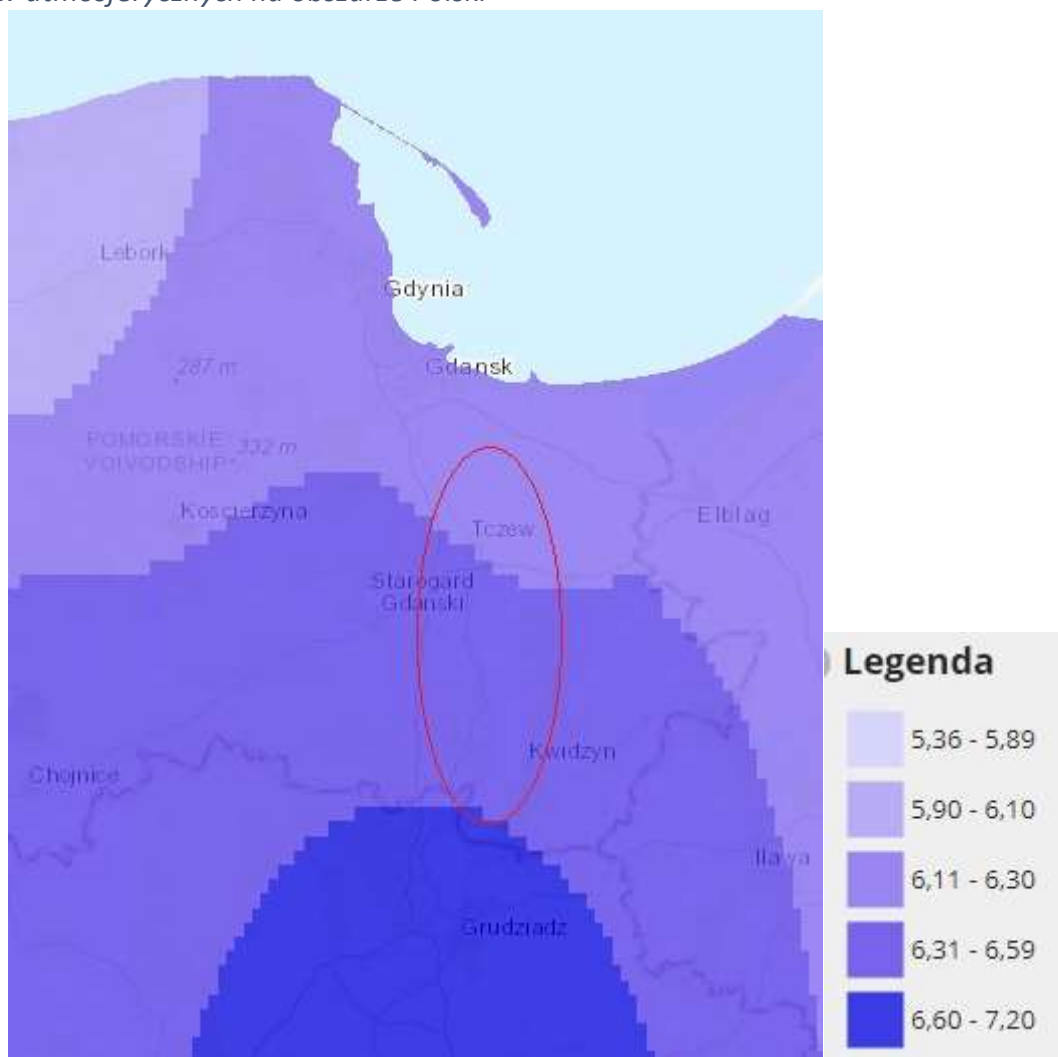 atmosferycznych na obszarze Polski
Lebork
Gdynia
287 m
Gdansk
POMORSKIE
VOIVODSHIP
332 m
Koscierzyna
Tczew
Elblag
Starogard
Gdanski
Kwidzyn
Chojnice
Ilawa
Grudziadz
Legenda
5,36 - 5,89
5,90 - 6,10
6,11 - 6,30
6,31 - 6,59
6,60 - 7,20